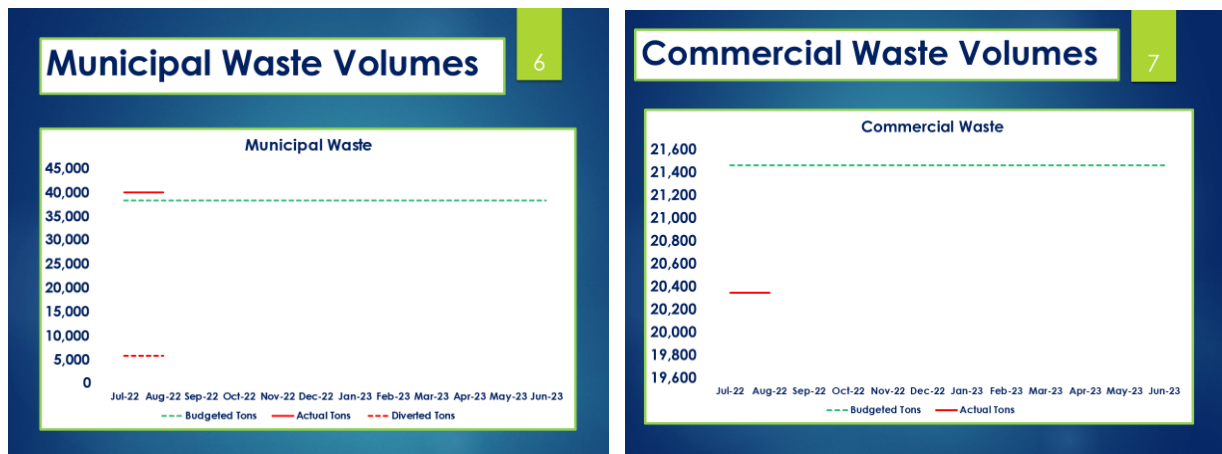 Municipal Waste Volumes
6
Municipal Waste
45,000
40,000
35,000
30,000
25,000
20,000
15,000
10,000
5,000
0
Jul-22 Aug-22 Sep-22 Oct-22 Nov-22 Dec-22 Jan-23 Feb-23 Mar-23 Apr-23 May-23 Jun-23
Budgeted Tons Actual Tons Diverted Tons
Commercial Waste Volumes
7
Commercial Waste
21,600
21,400
21,200
21,000
20,800
20,600
20,400
20,200
20,000
19,800
19,600
Jul-22 Aug-22 Sep-22 Oct-22 Nov-22 Dec-22 Jan-23 Feb-23 Mar-23 Apr-23 May-23 Jun-23
Budgeted Tons Actual Tons